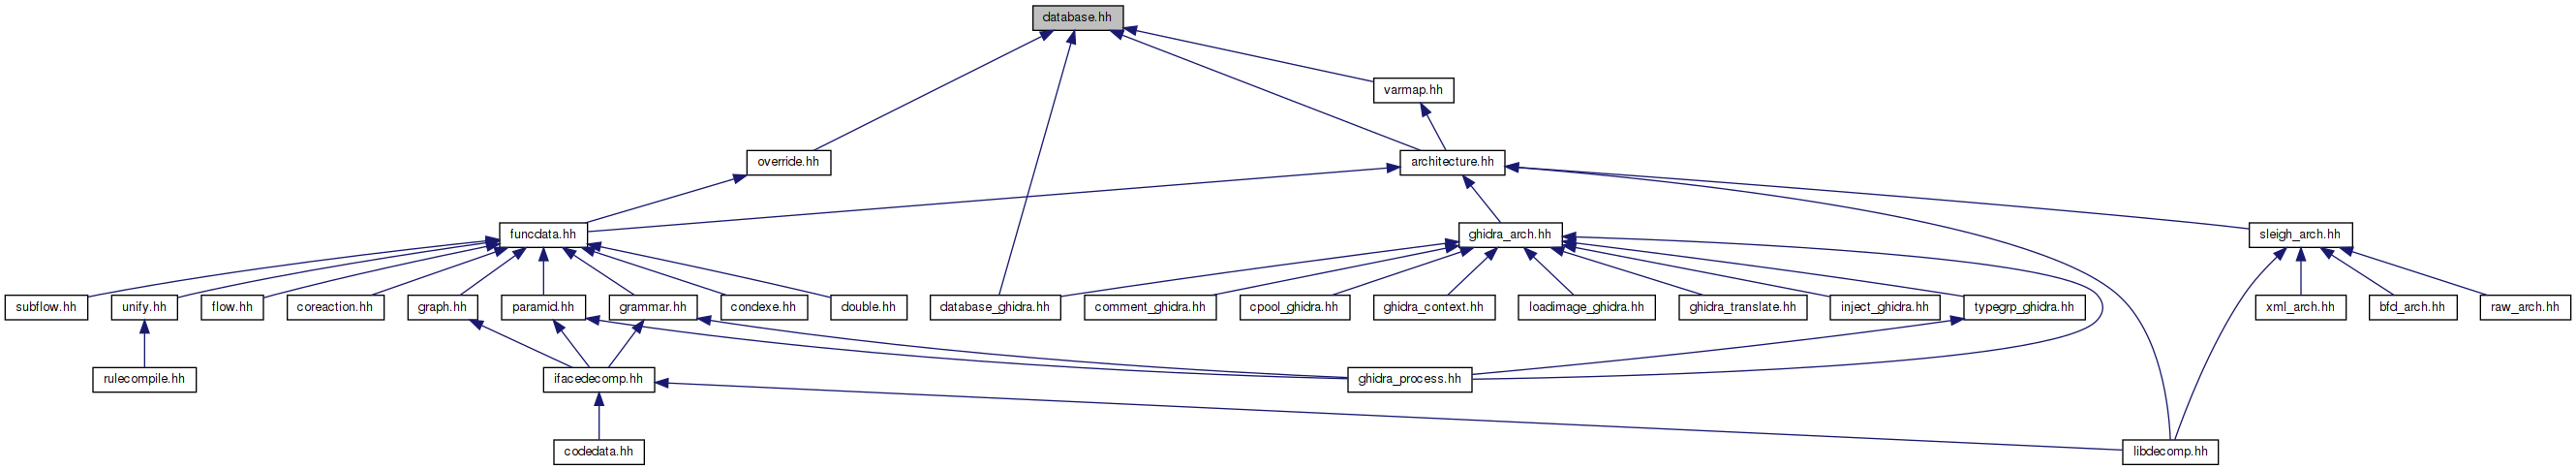 database.hh
varmap.hh
override.hh
architecture.hh
funcdata.hh
ghidra_arch.hh
sleigh_arch.hh
subflow.hh
unify.hh
flow.hh
coreaction.hh
graph.hh
paramid.hh
grammar.hh
condexe.hh
double.hh
database_ghidra.hh
comment_ghidra.hh
cpool_ghidra.hh
ghidra_context.hh
loadimage_ghidra.hh
ghidra_translate.hh
inject_ghidra.hh
typegrp_ghidra.hh
xml_arch.hh
bfd_arch.hh
raw_arch.hh
rulecompile.hh
ifacedecomp.hh
ghidra_process.hh
codedata.hh
libdecomp.hh